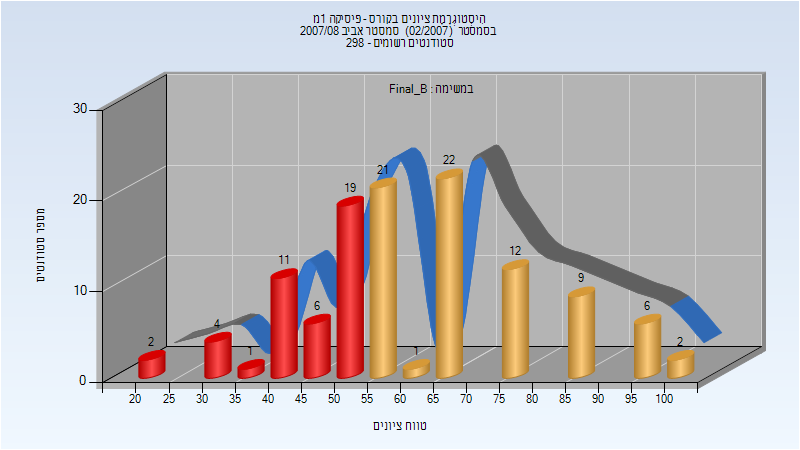 היסטוגרמת ציונים בקורס - פיסיקה 1מ
בסמסטר (02/2007) סמסטר אביב 2007/08
סטודנטים רשומים - 298
במשימה : Final_B
מספר סטודנטים
30
20
10
0
2
4
1
11
6
19
21
1
22
12
9
6
2
20 25 30 35 40 45 50 55 60 65 70 75 80 85 90 95 100
טווח ציונים